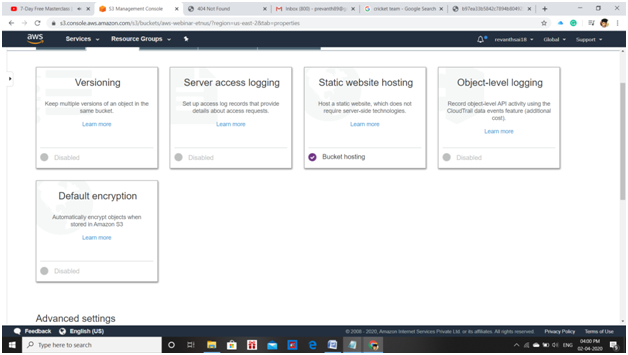 7-Day Free Masterclass
S3 Management Console
404 Not Found
cricket team - Google Search
s3.console.aws.amazon.com/s3/buckets/aws-webinar-etnus/?region=us-east-2&tab=properties
aws
Services
Resource Groups
Global
Support
Versioning
Keep multiple versions of an object in the
same bucket.
Learn more
Disabled
Server access logging
Set up access log records that provide
details about access requests.
Learn more
Disabled
Static website hosting
Host a static website, which does not
require server-side technologies.
Learn more
Bucket hosting
Object-level logging
Record object-level API activity using the
CloudTrail data events feature (additional
cost).
Learn more
Disabled
Default encryption
Automatically encrypt objects when
stored in Amazon S3
Learn more
Disabled
Advanced settings
Feedback
English (US)
© 2008 - 2020, Amazon Internet Services Private Ltd. or its affiliates. All rights reserved.
Privacy Policy
Terms of Use
Type here to search
ENG
04:00 PM
02-04-2020